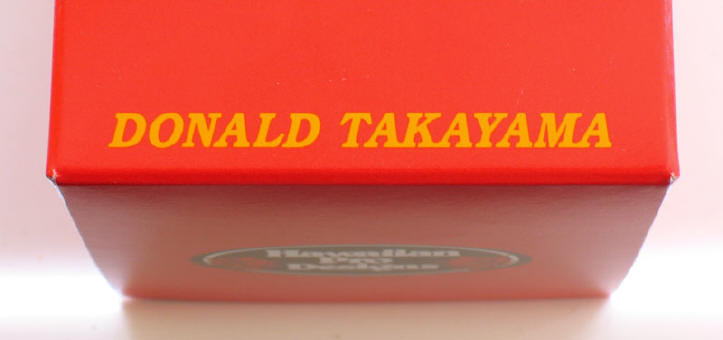 DONALD TAKAYAMA
Hawaiian
Pro
Designs